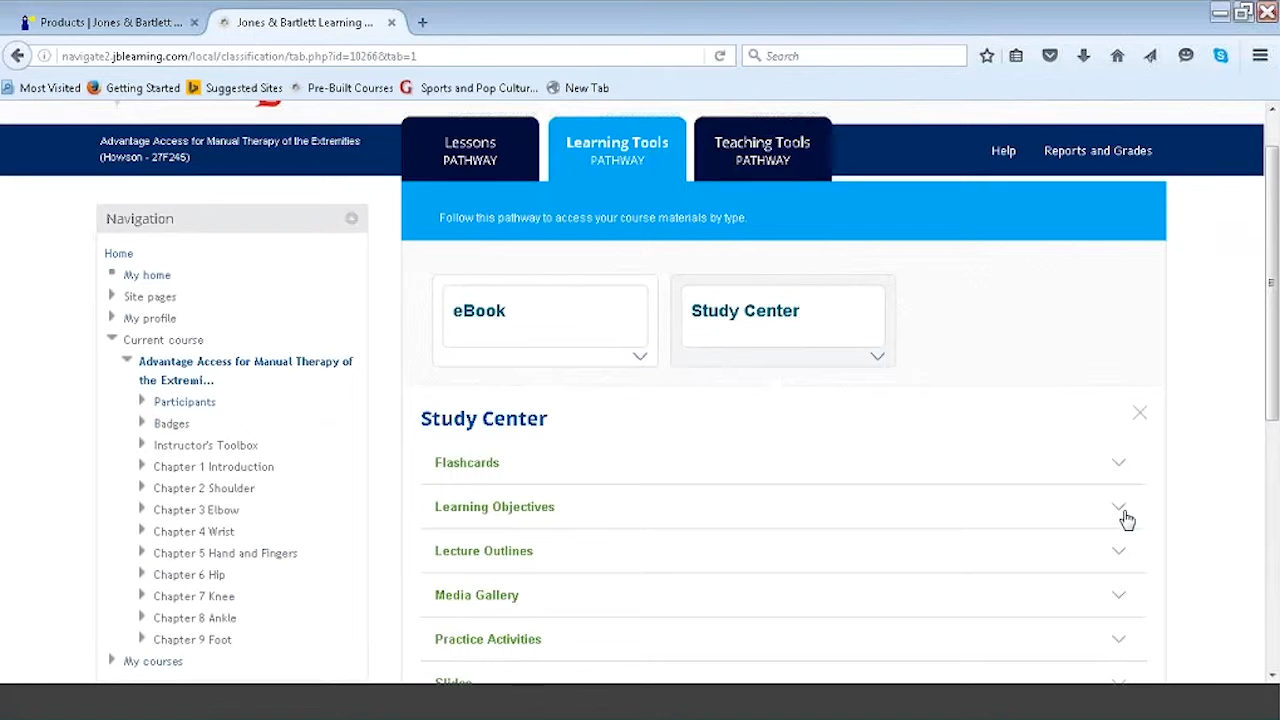 Products | Jones & Bartlett ...
Jones & Bartlett Learning ...
navigate2.jblearning.com/local/classification/tab.php?id=10266&tab=1
Search
Most Visited
Getting Started
Suggested Sites
Pre-Built Courses
Sports and Pop Cultur...
New Tab
Advantage Access for Manual Therapy of the Extremities
(Howson - 27F245)
Lessons
PATHWAY
Learning Tools
PATHWAY
Teaching Tools
PATHWAY
Help
Reports and Grades
Follow this pathway to access your course materials by type.
Navigation
Home
My home
Site pages
My profile
Current course
Advantage Access for Manual Therapy of
the Extremi...
Participants
Badges
Instructor's Toolbox
Chapter 1 Introduction
Chapter 2 Shoulder
Chapter 3 Elbow
Chapter 4 Wrist
Chapter 5 Hand and Fingers
Chapter 6 Hip
Chapter 7 Knee
Chapter 8 Ankle
Chapter 9 Foot
My courses
eBook
Study Center
Study Center
Flashcards
Learning Objectives
Lecture Outlines
Media Gallery
Practice Activities
Slides